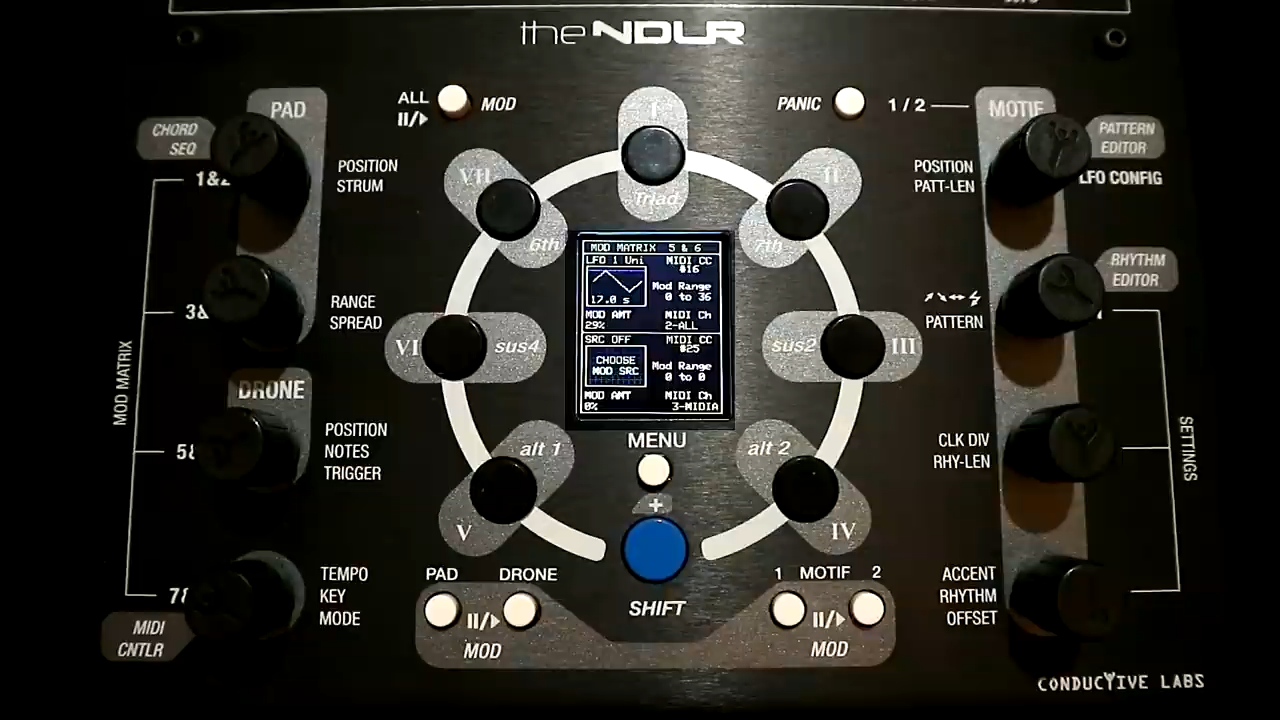 the NDLR
ALL
II/▶
MOD
PANIC
1 / 2
PAD
I
MOTIF
CHORD
SEQ
PATTERN
EDITOR
1&2
POSITION
STRUM
VII
II
POSITION
PATT-LEN
LFO CONFIG
triad
6th
7th
MOD MATRIX 5 & 6
LFO 1 Uni
MIDI CC
#16
Mod Range
0 to 36
17.0 s
MOD AMT
29%
MIDI Ch
2-ALL
SRC OFF
MIDI CC
#25
CHOOSE
MOD SRC
Mod Range
0 to 0
MOD AMT
0%
MIDI Ch
3-MIDIA
RHYTHM
EDITOR
RANGE
SPREAD
PATTERN
VI
sus4
sus2
III
MOD MATRIX
DRONE
POSITION
NOTES
TRIGGER
MENU
alt 1
alt 2
CLK DIV
RHY-LEN
SETTINGS
+
V
IV
TEMPO
KEY
MODE
PAD
DRONE
SHIFT
1 MOTIF 2
ACCENT
RHYTHM
OFFSET
II/▶
MOD
II/▶
MOD
MIDI
CNTLR
CONDUCTIVE LABS